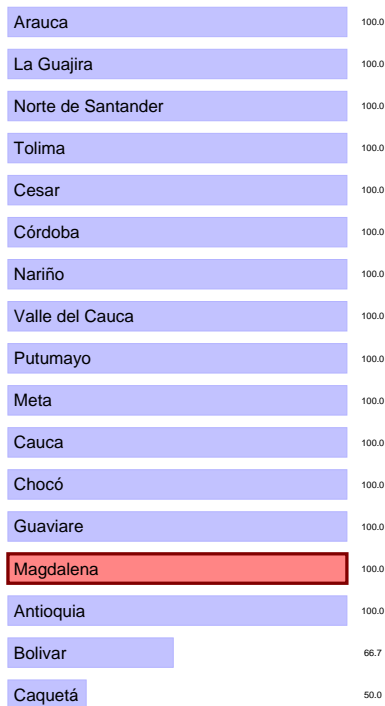 Arauca 100.0
La Guajira 100.0
Norte de Santander 100.0
Tolima 100.0
Cesar 100.0
Córdoba 100.0
Nariño 100.0
Valle del Cauca 100.0
Putumayo 100.0
Meta 100.0
Cauca 100.0
Chocó 100.0
Guaviare 100.0
Magdalena 100.0
Antioquia 100.0
Bolivar 66.7
Caquetá 50.0